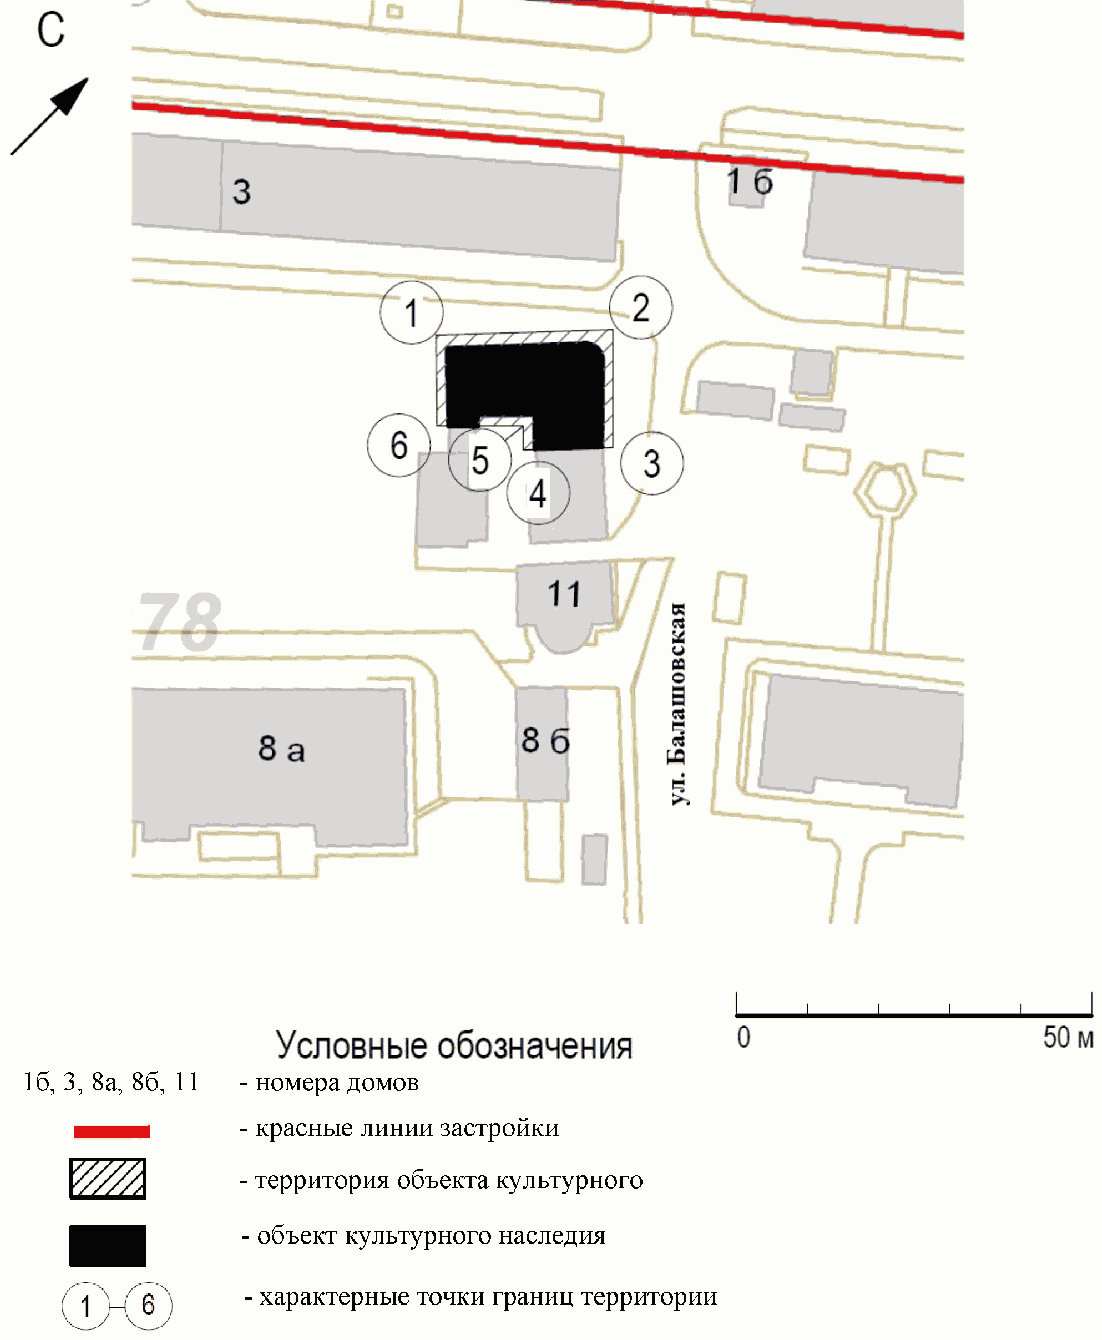 С
3
1 б
1
2
6
5
3
4
11
78
ул. Балашовская
8 а
8 б
0
50 м
Условные обозначения
1б, 3, 8а, 8б, 11 - номера домов
- красные линии застройки
- территория объекта культурного
- объект культурного наследия
1 – 6 - характерные точки границ территории